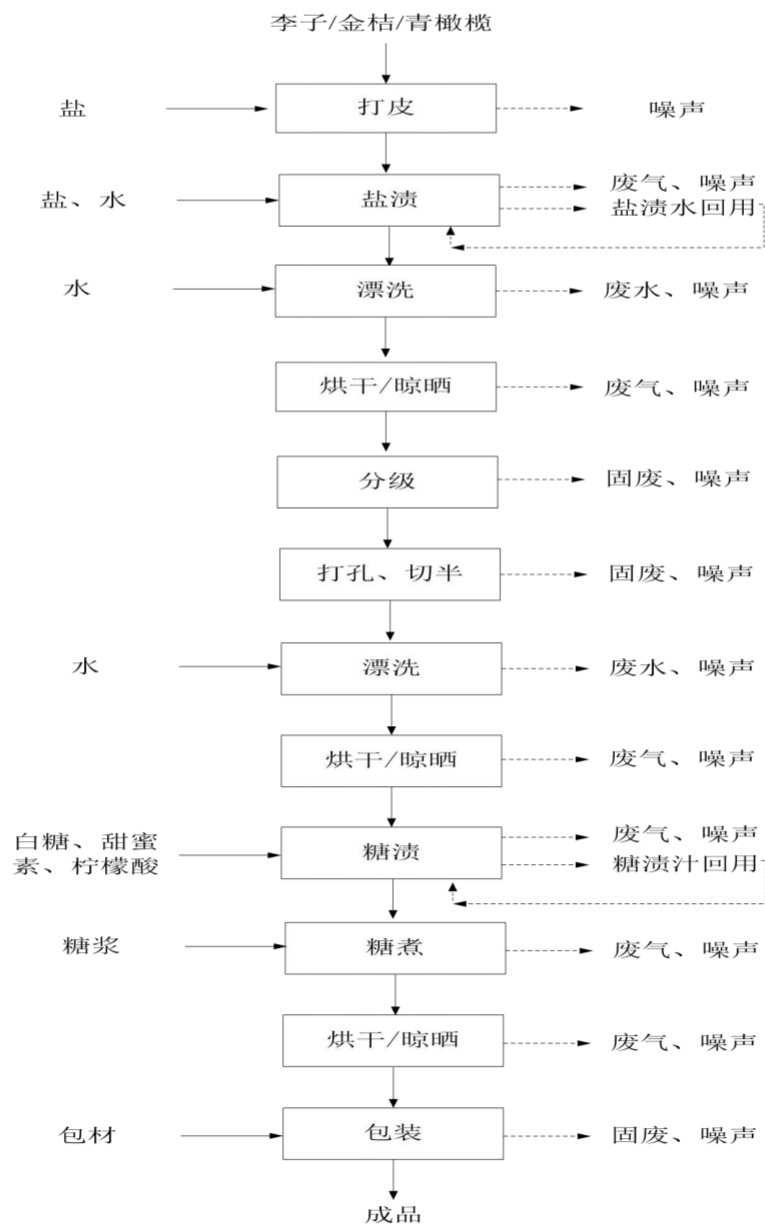 李子/金桔/青橄榄
盐
打皮
噪声
盐、水
盐渍
废气、噪声
盐渍水回用
水
漂洗
废水、噪声
烘干/晾晒
废气、噪声
分级
固废、噪声
打孔、切半
固废、噪声
水
漂洗
废水、噪声
烘干/晾晒
废气、噪声
白糖、甜蜜
素、柠檬酸
糖渍
废气、噪声
糖渍汁回用
糖浆
糖煮
废气、噪声
烘干/晾晒
废气、噪声
包材
包装
固废、噪声
成品